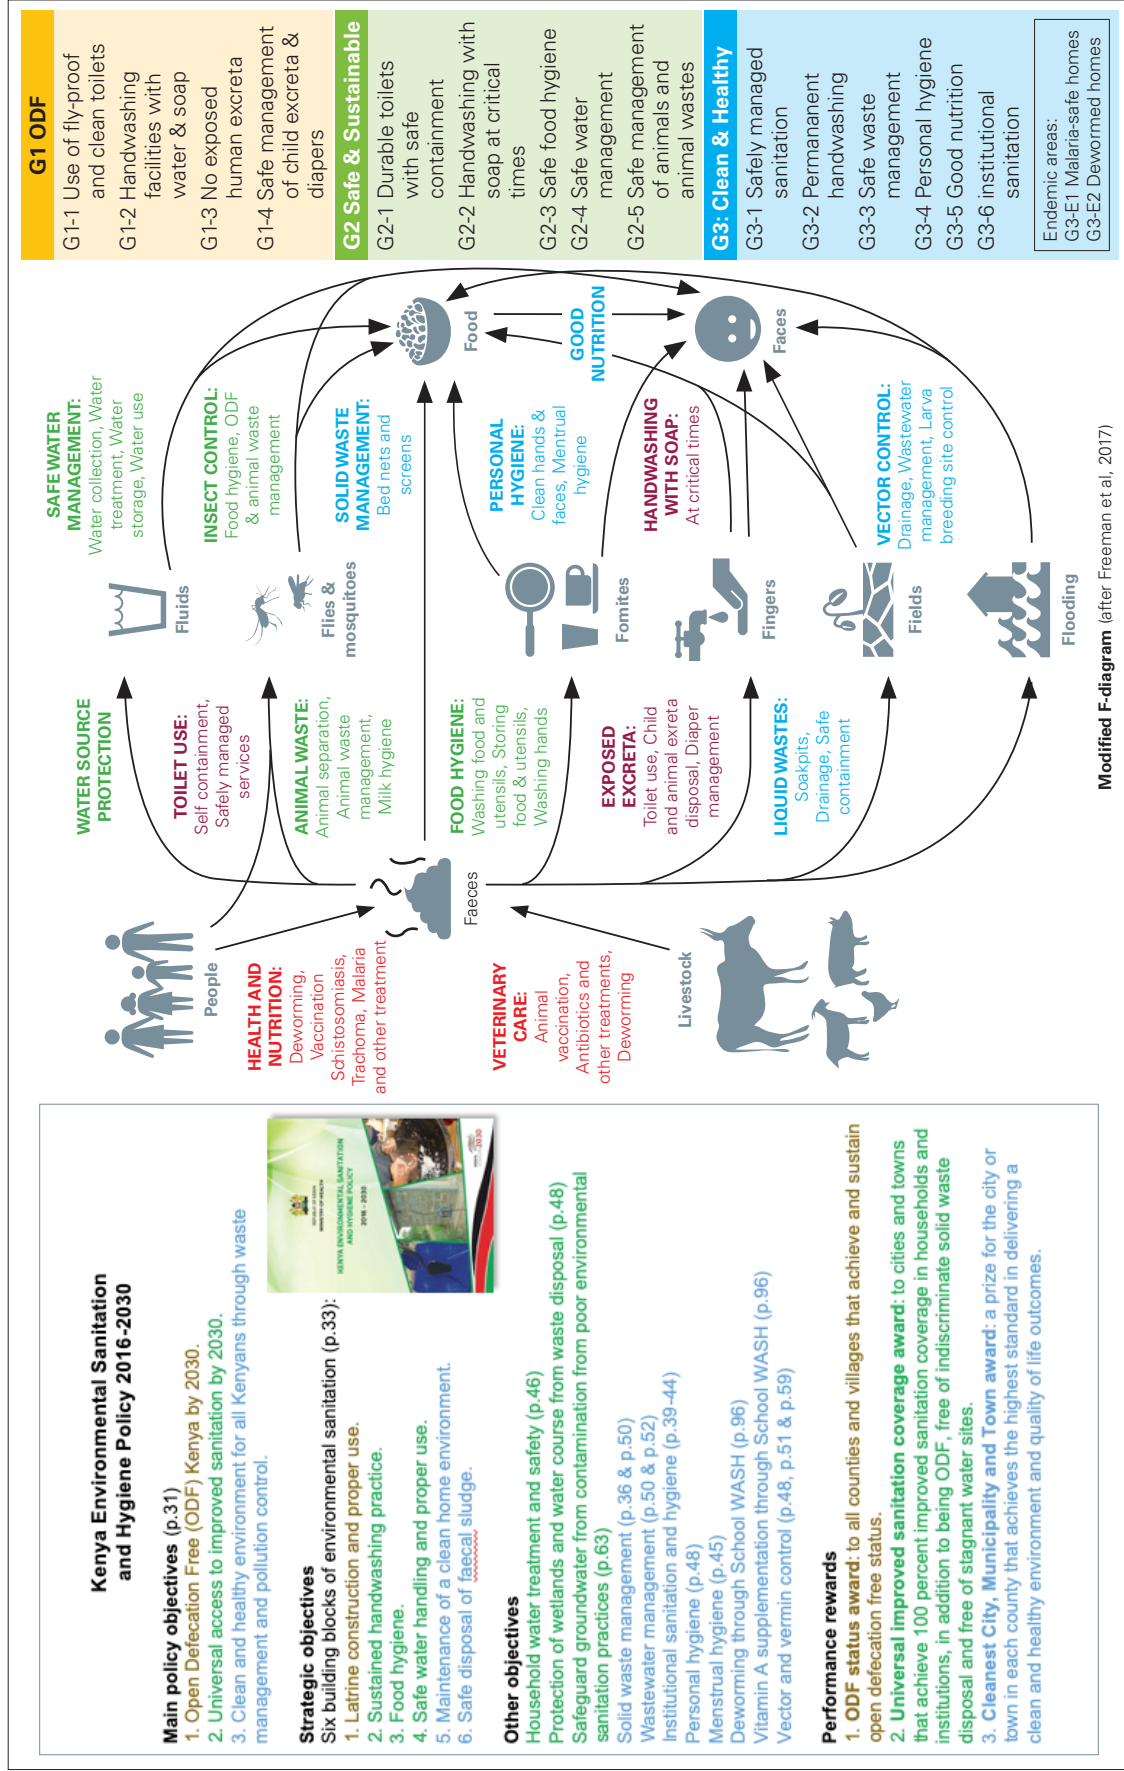 Kenya Environmental Sanitation
and Hygiene Policy 2016-2030
Main policy objectives (p.31)
1. Open Defecation Free (ODF) Kenya by 2030.
2. Universal access to improved sanitation by 2030.
3. Clean and healthy environment for all Kenyans through waste
management and pollution control.
Strategic objectives
Six building blocks of environmental sanitation (p.33):
1. Latrine construction and proper use.
2. Sustained handwashing practice.
3. Food hygiene.
4. Safe water handling and proper use.
5. Maintenance of a clean home environment.
6. Safe disposal of faecal sludge.
REPUBLIC OF KENYA
MINISTRY OF HEALTH
KENYA ENVIRONMENTAL SANITATION
AND HYGIENE POLICY
2016 - 2030
2030
Other objectives
Household water treatment and safety (p.46)
Protection of wetlands and water course from waste disposal (p.48)
Safeguard groundwater from contamination from poor environmental
sanitation practices (p.63)
Solid waste management (p.36 & p.50)
Wastewater management (p.50 & p.52)
Institutional sanitation and hygiene (p.39-44)
Personal hygiene (p.48)
Menstrual hygiene (p.45)
Deworming through School WASH (p.96)
Vitamin A supplementation through School WASH (p.96)
Vector and vermin control (p.48, p.51 & p.59)
Performance rewards
1. ODF status award: to all counties and villages that achieve and sustain
open defecation free status.
2. Universal improved sanitation coverage award: to cities and towns
that achieve 100 percent improved sanitation coverage in households and
institutions, in addition to being ODF, free of indiscriminate solid waste
disposal and free of stagnant water sites.
3. Cleanest City, Municipality and Town award: a prize for the city or
town in each county that achieves the highest standard in delivering a
clean and healthy environment and quality of life outcomes.
People
HEALTH AND
NUTRITION:
Deworming,
Vaccination
Schistosomiasis,
Trachoma, Malaria
and other treatment
VETERINARY
CARE:
Animal
vaccination,
Antibiotics and
other treatments,
Deworming
Livestock
Faeces
WATER SOURCE
PROTECTION
TOILET USE:
Self containment,
Safely managed
services
ANIMAL WASTE:
Animal separation,
Animal waste
management,
Milk hygiene
FOOD HYGIENE:
Washing food and
utensils, Storing
food & utensils,
Washing hands
EXPOSED
EXCRETA:
Toilet use, Child
and animal exreta
disposal, Diaper
management
LIQUID WASTES:
Soakpits,
Drainage, Safe
containment
Fluids
Flies &
mosquitoes
Fomites
Fingers
Fields
Flooding
SAFE WATER
MANAGEMENT:
Water collection, Water
treatment, Water
storage, Water use
INSECT CONTROL:
Food hygiene, ODF
& animal waste
management
SOLID WASTE
MANAGEMENT:
Bed nets and
screens
PERSONAL
HYGIENE:
Clean hands &
faces, Mentrual
hygiene
HANDWASHING
WITH SOAP:
At critical times
VECTOR CONTROL:
Drainage, Wastewater
management, Larva
breeding site control
Food
GOOD
NUTRITION
Faces
Modified F-diagram (after Freeman et al, 2017)
G1 ODF
G1-1 Use of fly-proof
and clean toilets
G1-2 Handwashing
facilities with
water & soap
G1-3 No exposed
human excreta
G1-4 Safe management
of child excreta &
diapers
G2 Safe & Sustainable
G2-1 Durable toilets
with safe
containment
G2-2 Handwashing with
soap at critical
times
G2-3 Safe food hygiene
G2-4 Safe water
management
G2-5 Safe management
of animals and
animal wastes
G3: Clean & Healthy
G3-1 Safely managed
sanitation
G3-2 Permanament
handwashing
G3-3 Safe waste
management
G3-4 Personal hygiene
G3-5 Good nutrition
G3-6 institutional
sanitation
Endemic areas:
G3-E1 Malaria-safe homes
G3-E2 Dewormed homes